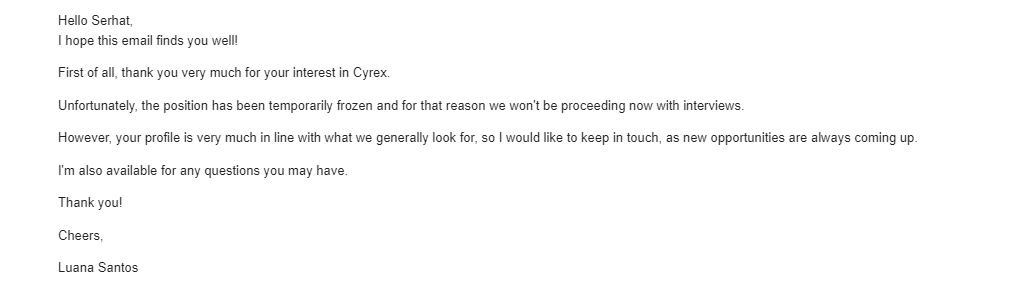 Hello Serhat,
I hope this email finds you well!
First of all, thank you very much for your interest in Cyrex.
Unfortunately, the position has been temporarily frozen and for that reason we won't be proceeding now with interviews.
However, your profile is very much in line with what we generally look for, so I would like to keep in touch, as new opportunities are always coming up.
I'm also available for any questions you may have.
Thank you!
Cheers,
Luana Santos